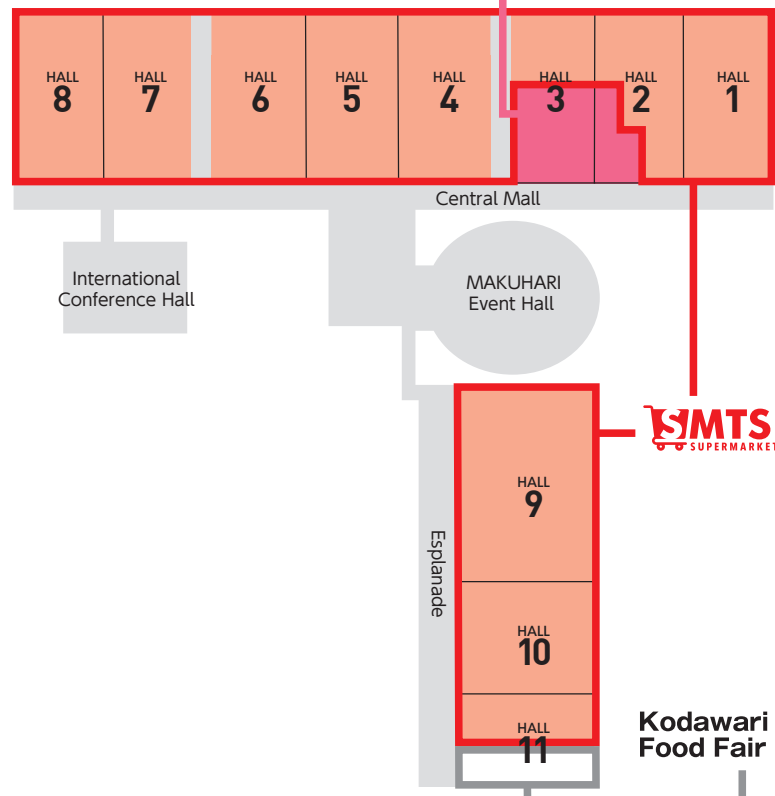 HALL
8
HALL
7
HALL
6
HALL
5
HALL
4
HALL
3
HALL
2
HALL
1
Central Mall
International
Conference Hall
MAKUHARI
Event Hall
SMTS
SUPERMARKET
HALL
9
Esplanade
HALL
10
HALL
11
Kodawari
Food Fair